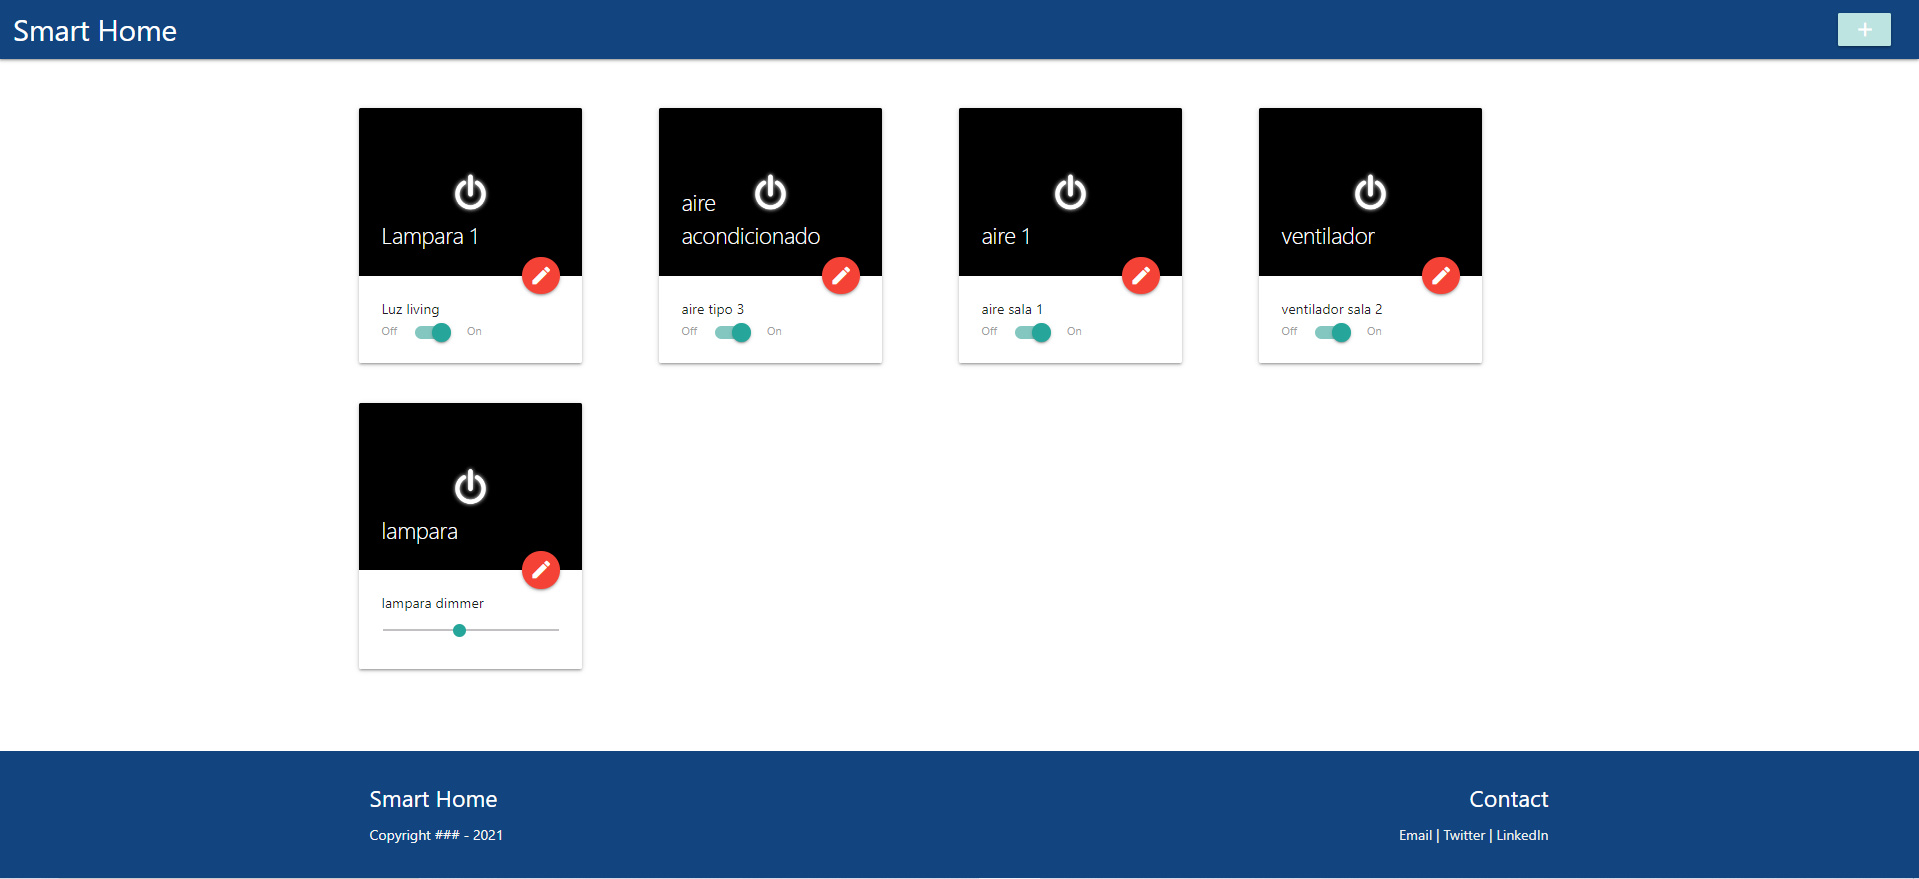 Smart Home
+
Lampara 1
Luz living
Off On
aire
acondicionado
aire tipo 3
Off On
aire 1
aire sala 1
Off On
ventilador
ventilador sala 2
Off On
lampara
lampara dimmer
Smart Home
Copyright ### - 2021
Contact
Email | Twitter | LinkedIn